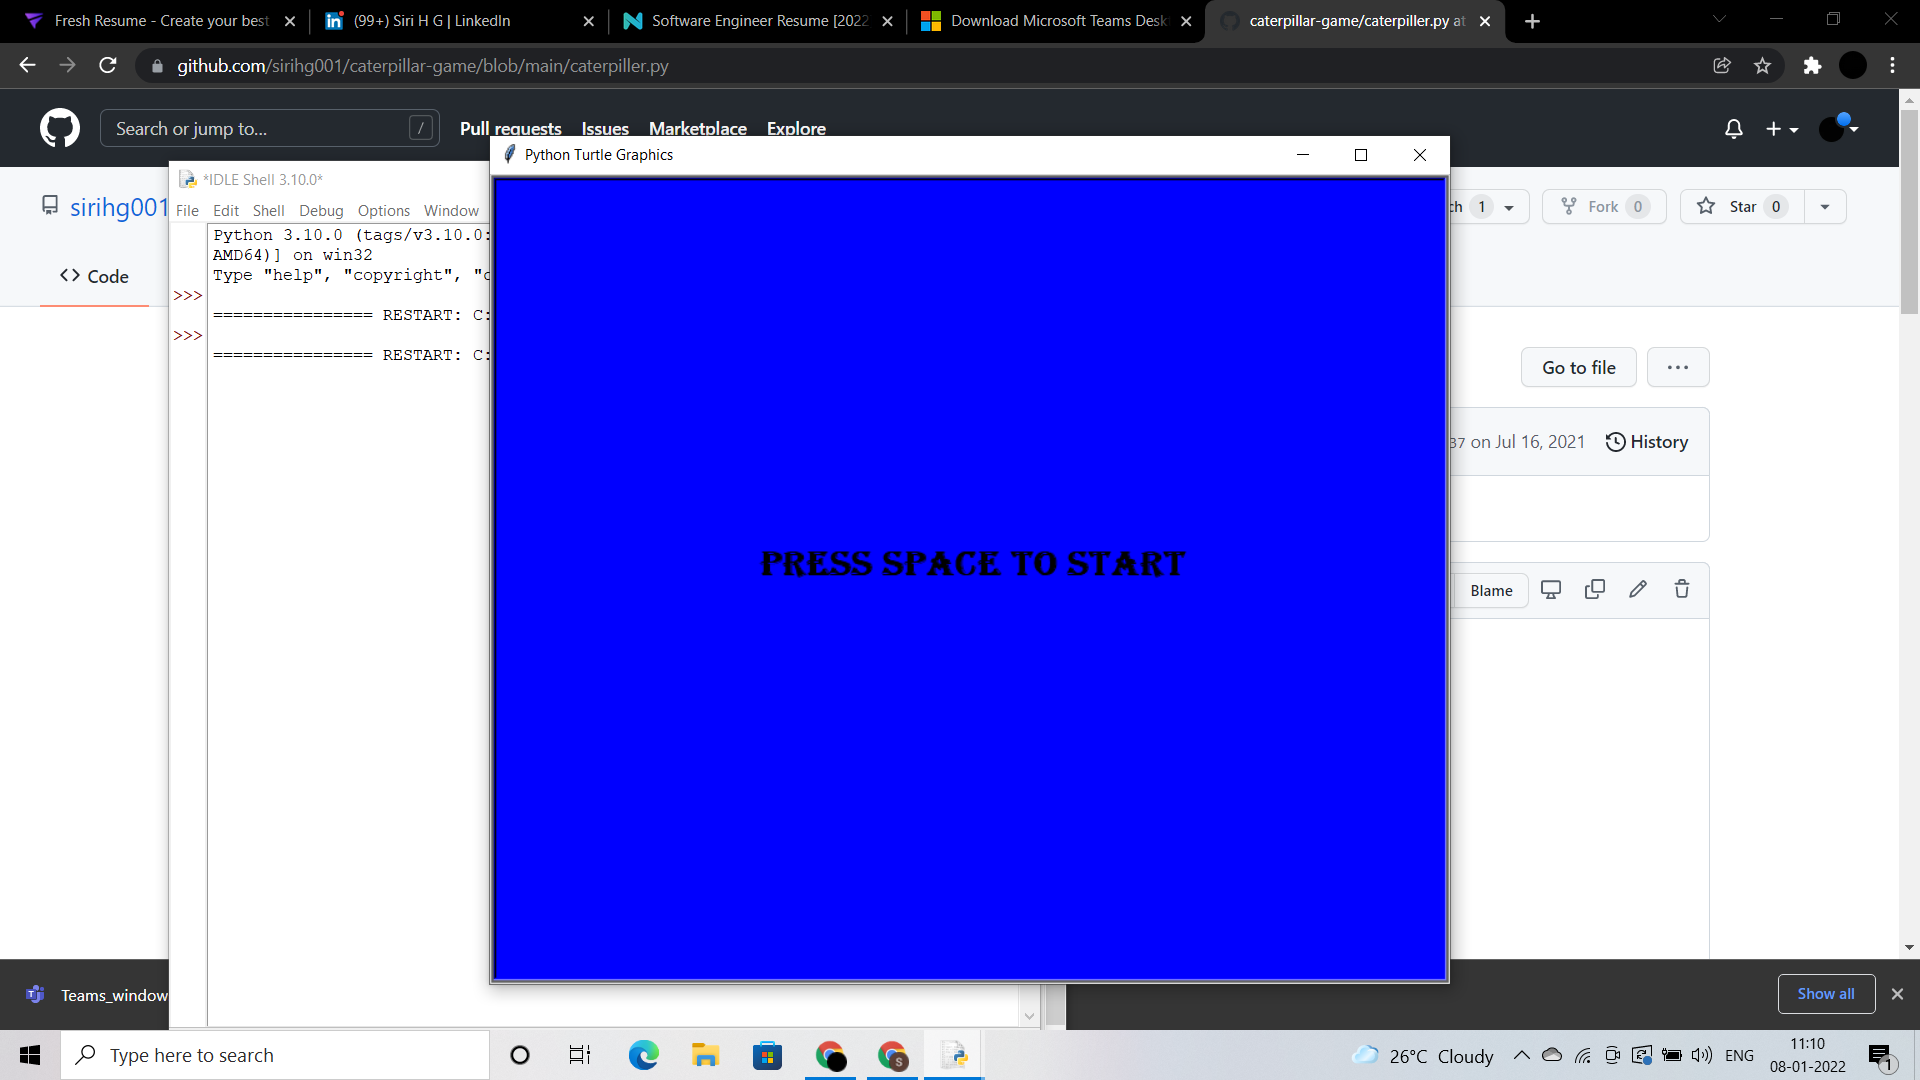 Fresh Resume - Create your best
(99+) Siri H G | LinkedIn
Software Engineer Resume [2022
Download Microsoft Teams Desk
caterpillar-game/caterpiller.py at
github.com/sirihg001/caterpillar-game/blob/main/caterpiller.py
Search or jump to...
/
Pull requests
Issues
Marketplace
Explore
Python Turtle Graphics
*IDLE Shell 3.10.0*
sirihg001
File Edit Shell Debug Options Window
ch 1
Fork 0
Star 0
Python 3.10.0 (tags/v3.10.0:
AMD64)] on win32
Type "help", "copyright", "c
>>>
================ RESTART: C:
>>>
================ RESTART: C:
Code
Go to file
37 on Jul 16, 2021
History
PRESS SPACE TO START
Blame
Teams_window
Show all
Type here to search
S
26°C Cloudy
ENG
11:10
08-01-2022
1